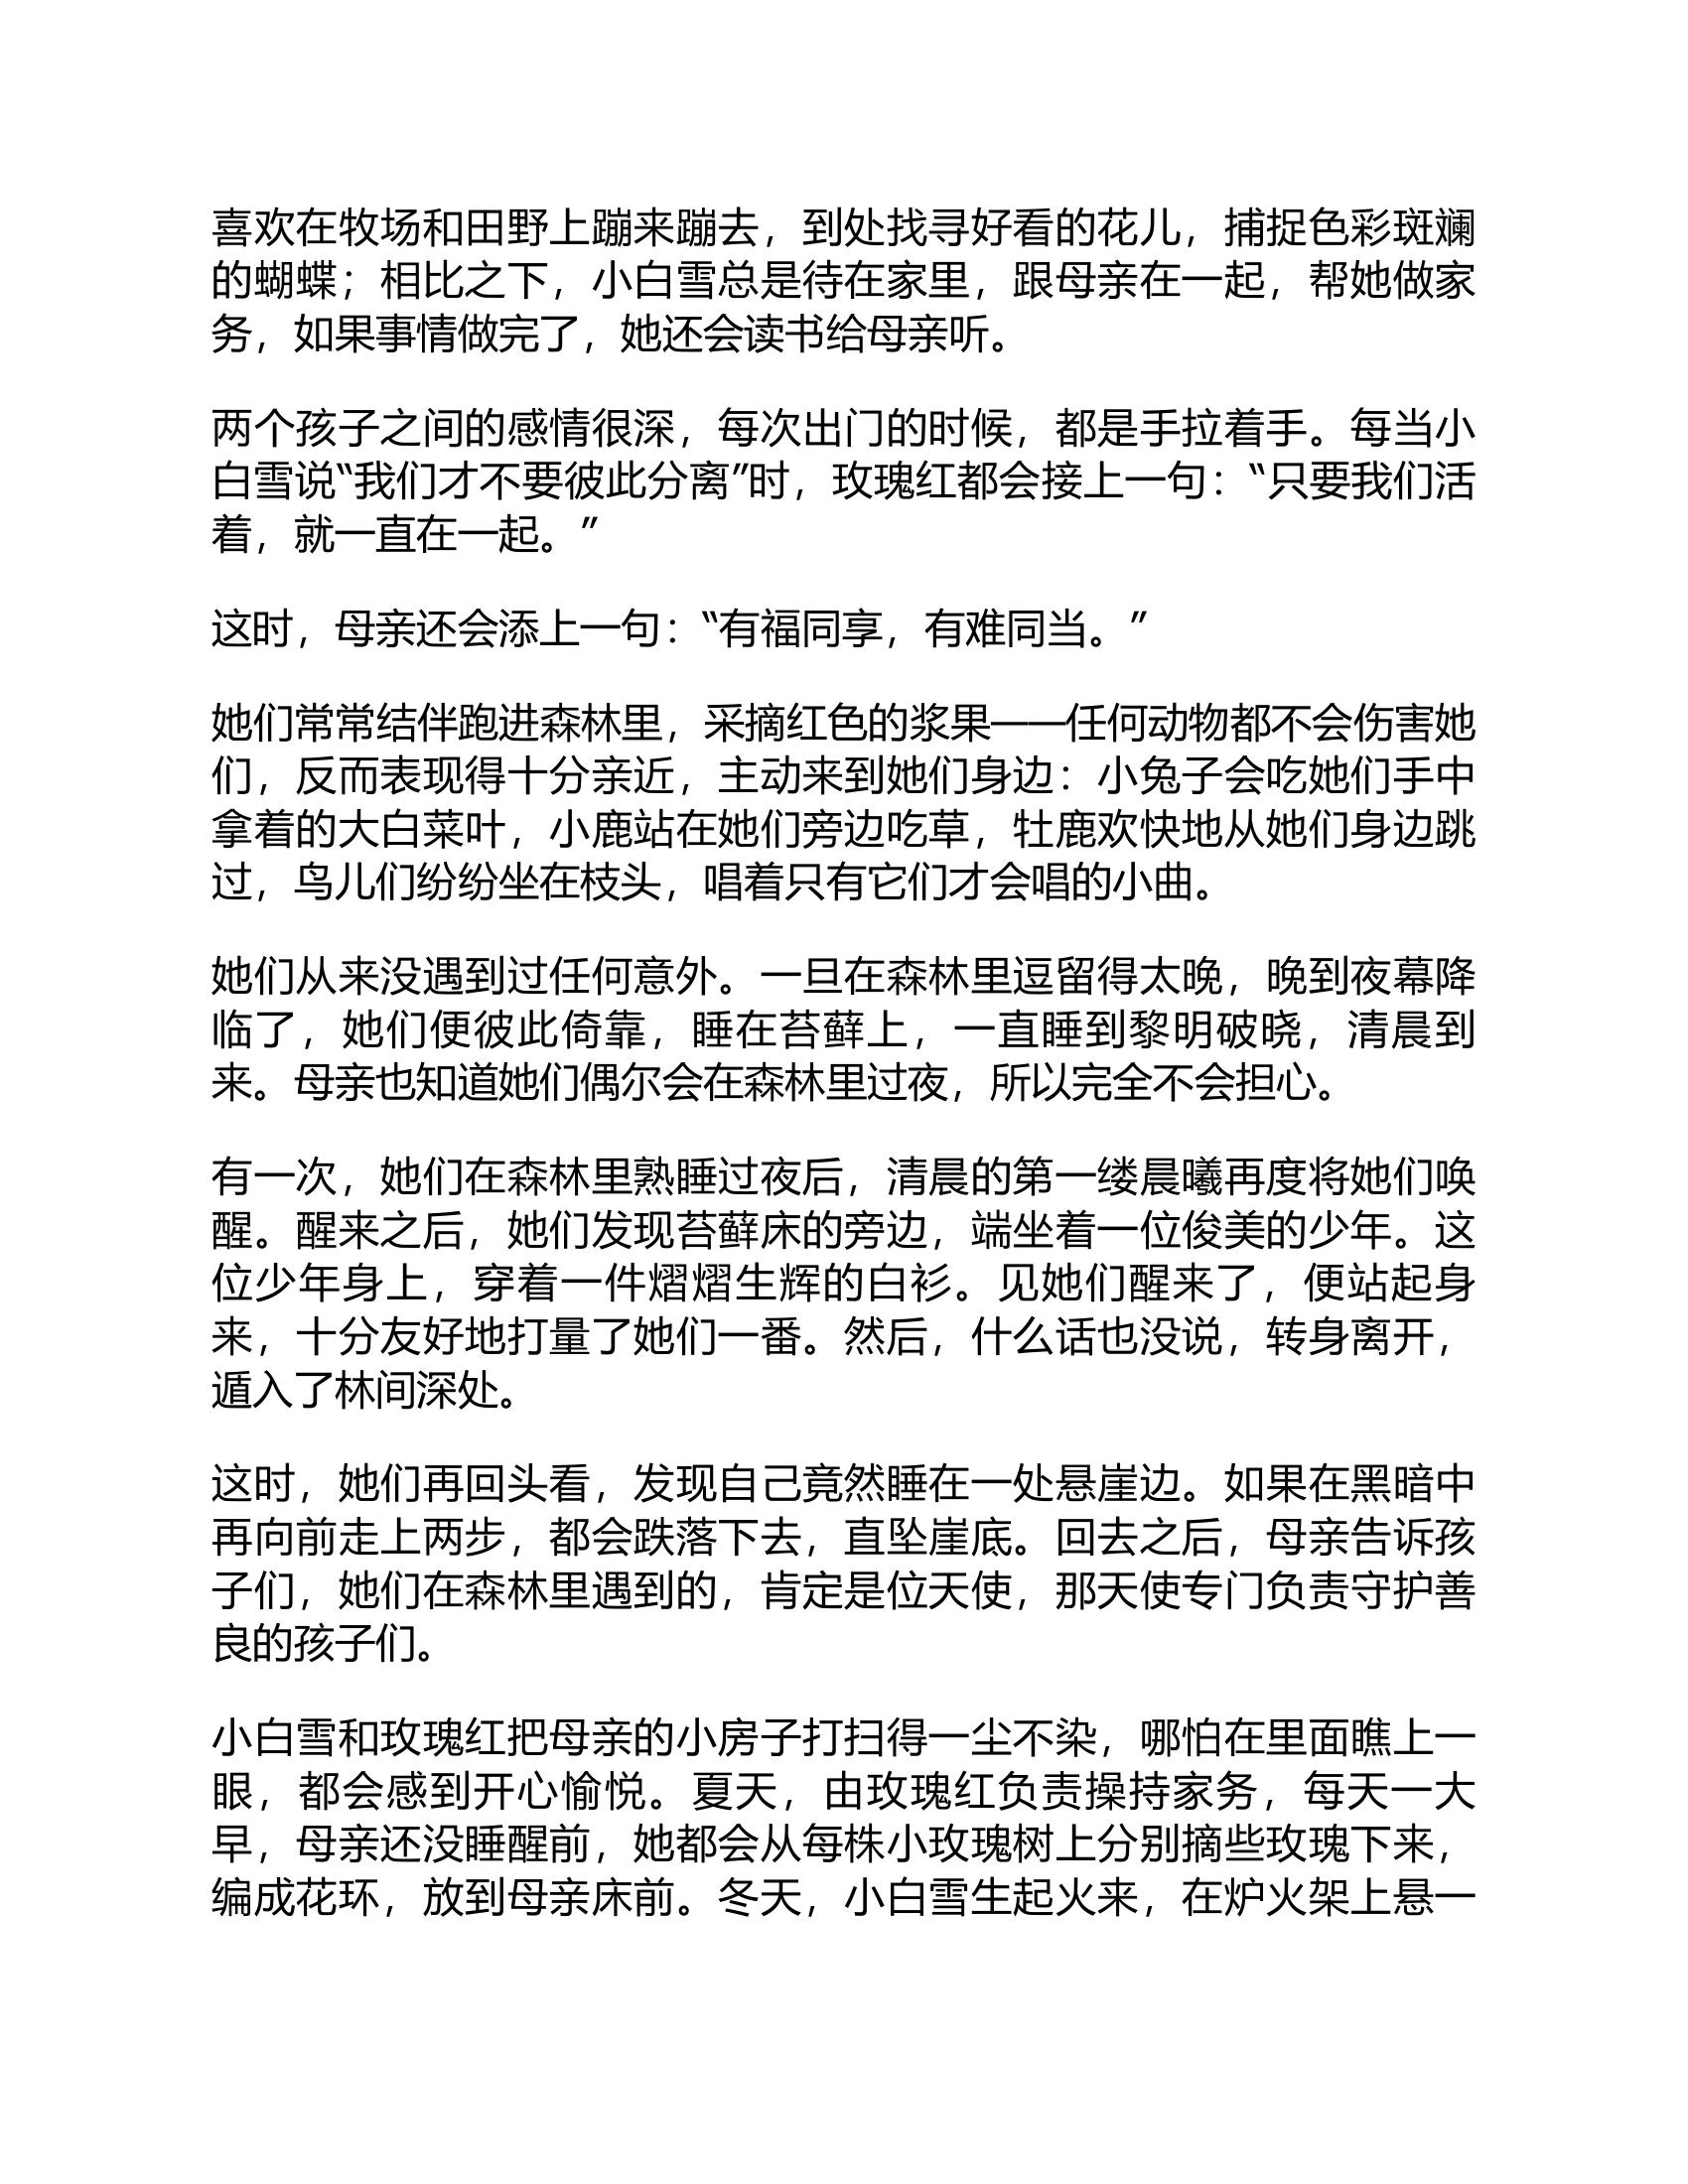 喜欢在牧场和田野上蹦来蹦去，到处找寻好看的花儿，捕捉色彩斑斓
的蝴蝶；相比之下，小白雪总是待在家里，跟母亲在一起，帮她做家
务，如果事情做完了，她还会读书给母亲听。
两个孩子之间的感情很深，每次出门的时候，都是手拉着手。每当小
白雪说“我们才不要彼此分离”时，玫瑰红都会接上一句：“只要我们活
着，就一直在一起。”
这时，母亲还会添上一句：“有福同享，有难同当。”
她们常常结伴跑进森林里，采摘红色的浆果——任何动物都不会伤害她
们，反而表现得十分亲近，主动来到她们身边：小兔子会吃她们手中
拿着的大白菜叶，小鹿站在她们旁边吃草，牡鹿欢快地从她们身边跳
过，鸟儿们纷纷坐在枝头，唱着只有它们才会唱的小曲。
她们从来没遇到过任何意外。一旦在森林里逗留得太晚，晚到夜幕降
临了，她们便彼此倚靠，睡在苔藓上，一直睡到黎明破晓，清晨到
来。母亲也知道她们偶尔会在森林里过夜，所以完全不会担心。
有一次，她们在森林里熟睡过夜后，清晨的第一缕晨曦再度将她们唤
醒。醒来之后，她们发现苔藓床的旁边，端坐着一位俊美的少年。这
位少年身上，穿着一件熠熠生辉的白衫。见她们醒来了，便站起身
来，十分友好地打量了她们一番。然后，什么话也没说，转身离开，
遁入了林间深处。
这时，她们再回头看，发现自己竟然睡在一处悬崖边。如果在黑暗中
再向前走上两步，都会跌落下去，直坠崖底。回去之后，母亲告诉孩
子们，她们在森林里遇到的，肯定是位天使，那天使专门负责守护善
良的孩子们。
小白雪和玫瑰红把母亲的小房子打扫得一尘不染，哪怕在里面瞧上一
眼，都会感到开心愉悦。夏天，由玫瑰红负责操持家务，每天一大
早，母亲还没睡醒前，她都会从每株小玫瑰树上分别摘些玫瑰下来，
编成花环，放到母亲床前。冬天，小白雪生起火来，在炉火架上悬一